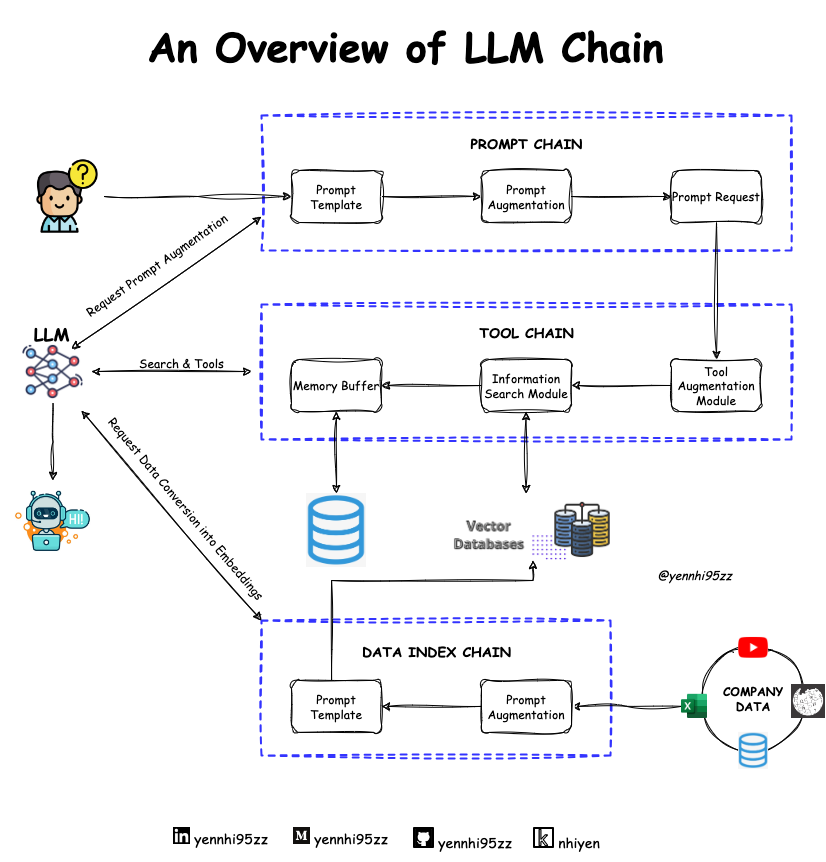 An Overview of LLM Chain
PROMPT CHAIN
?
Prompt
Template
Prompt
Augmentation
Prompt Request
Request Prompt Augmentation
LLM
TOOL CHAIN
Search & Tools
Memory Buffer
Information
Search Module
Tool
Augmentation
Module
Request Data Conversion into Embeddings
HI!
Vector
Databases
@yennhi95zz
DATA INDEX CHAIN
Prompt
Template
Prompt
Augmentation
X
COMPANY
DATA
in yennhi95zz
M yennhi95zz
yennhi95zz
k nhiyen